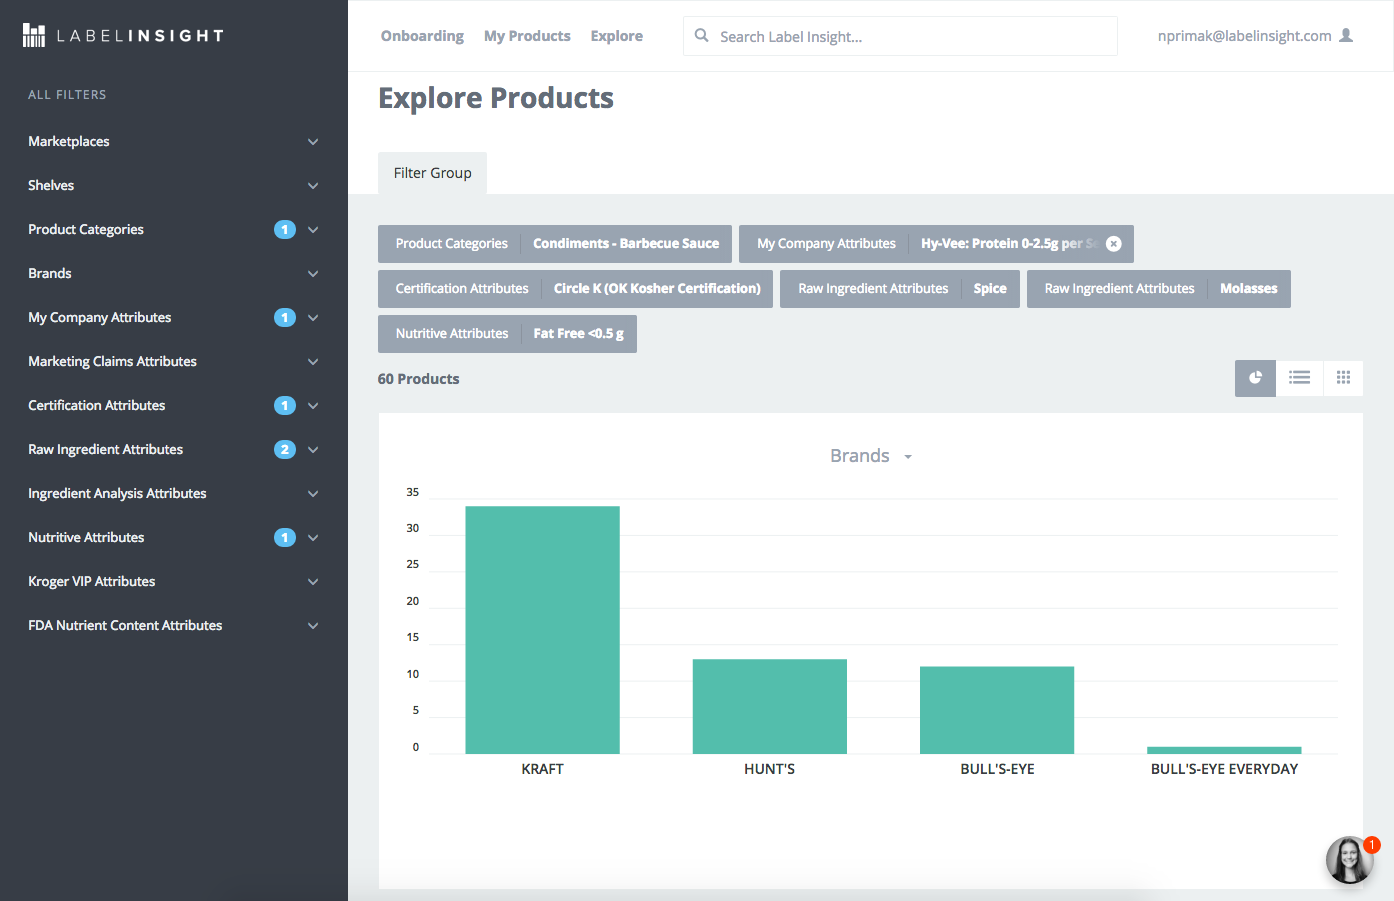 LABELINSIGHT
Onboarding My Products Explore
Search Label Insight...
nprimak@labelinsight.com
ALL FILTERS
Marketplaces
Shelves
Product Categories 1
Brands
My Company Attributes 1
Marketing Claims Attributes
Certification Attributes 1
Raw Ingredient Attributes 2
Ingredient Analysis Attributes
Nutritive Attributes 1
Kroger VIP Attributes
FDA Nutrient Content Attributes
Explore Products
Filter Group
Product Categories Condiments - Barbecue Sauce My Company Attributes Hy-Vee: Protein 0-2.5g per Se
Certification Attributes Circle K (OK Kosher Certification) Raw Ingredient Attributes Spice Raw Ingredient Attributes Molasses
Nutritive Attributes Fat Free <0.5 g
60 Products
Brands
35
30
25
20
15
10
5
0
KRAFT HUNT'S BULL'S-EYE BULL'S-EYE EVERYDAY
1